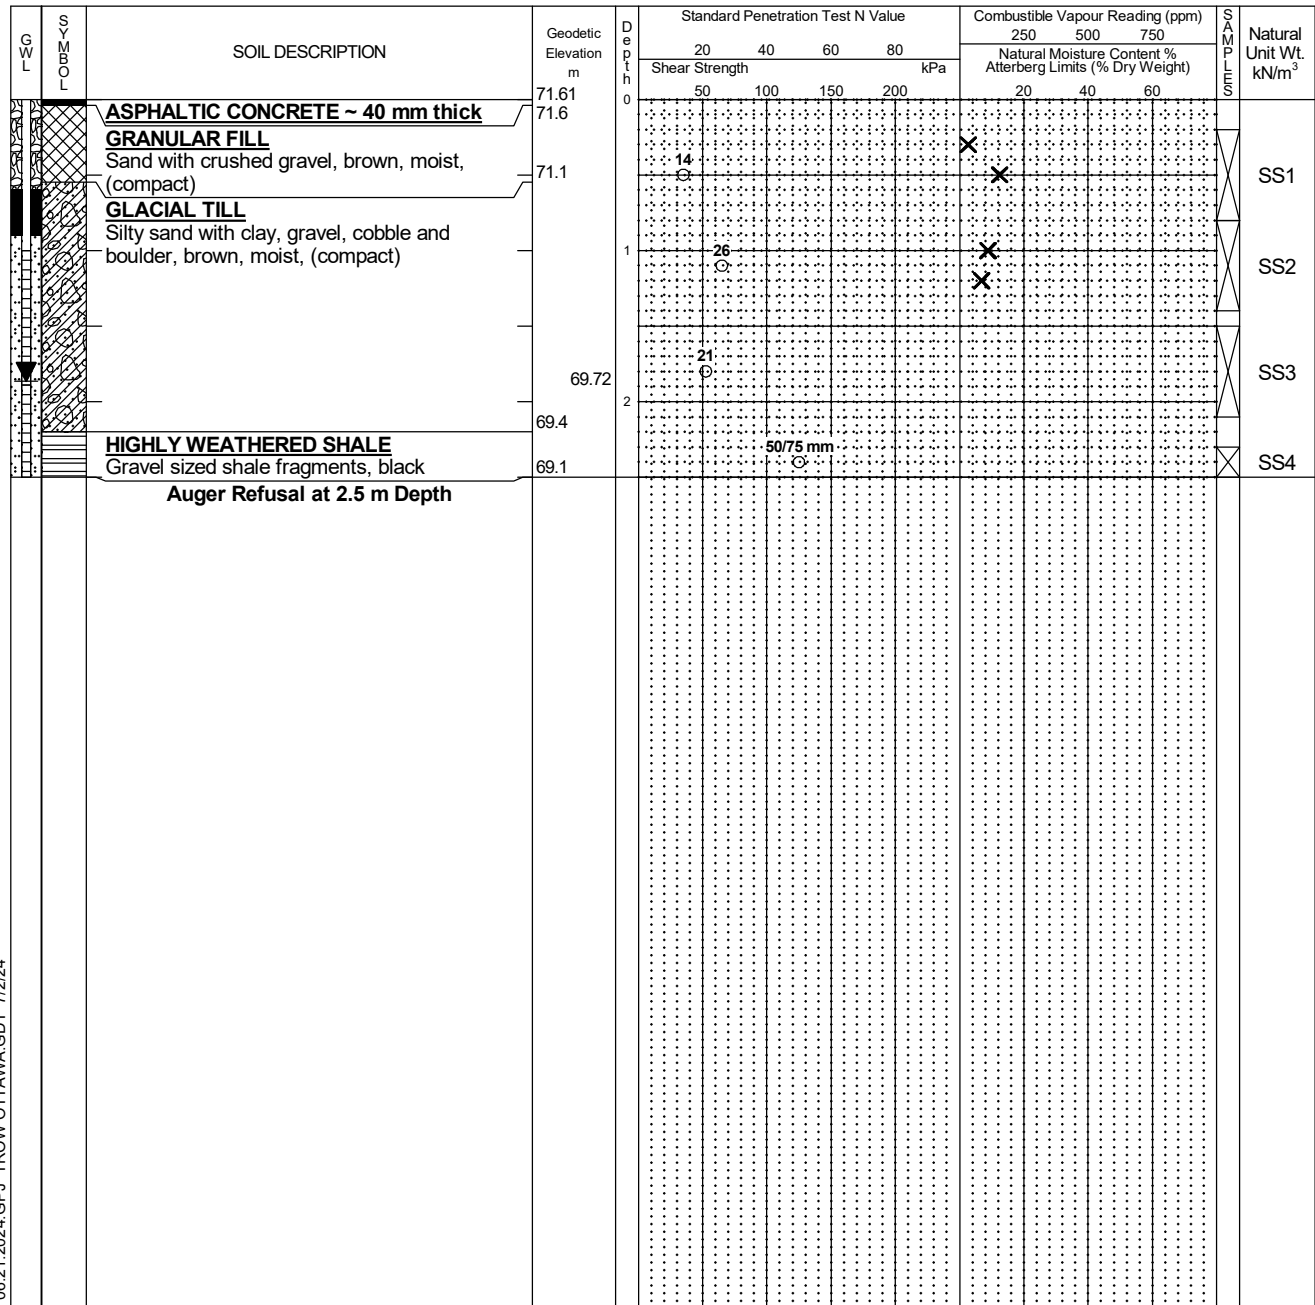 GWL
SYMBOL
SOIL DESCRIPTION
Geodetic
Elevation
m
Depth
Standard Penetration Test N Value
20 40 60 80
Shear Strength kPa
50 100 150 200
Combustible Vapour Reading (ppm)
250 500 750
Natural Moisture Content %
Atterberg Limits (% Dry Weight)
20 40 60
SAMPLES
Natural
Unit Wt.
kN/m³
71.61
0
ASPHALTIC CONCRETE ~ 40 mm thick
71.6
GRANULAR FILL
Sand with crushed gravel, brown, moist,
(compact)
71.1
14
SS1
GLACIAL TILL
Silty sand with clay, gravel, cobble and
boulder, brown, moist, (compact)
1
26
SS2
21
SS3
69.72
2
69.4
HIGHLY WEATHERED SHALE
Gravel sized shale fragments, black
69.1
50/75 mm
SS4
Auger Refusal at 2.5 m Depth